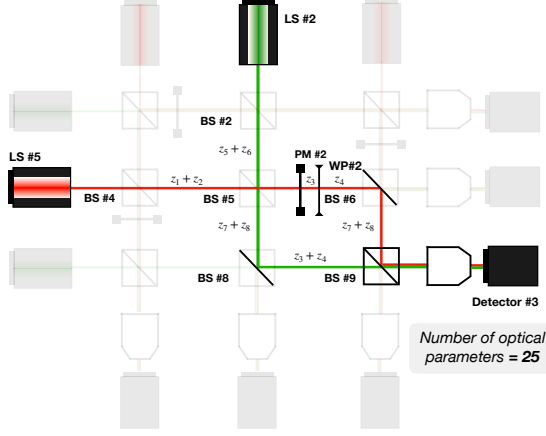 LS #2
BS #2
z5 + z6
PM #2
WP#2
LS #5
z1 + z2
z3
z4
BS #4
BS #5
BS #6
z7 + z8
z7 + z8
z3 + z4
BS #8
BS #9
Detector #3
Number of optical
parameters = 25